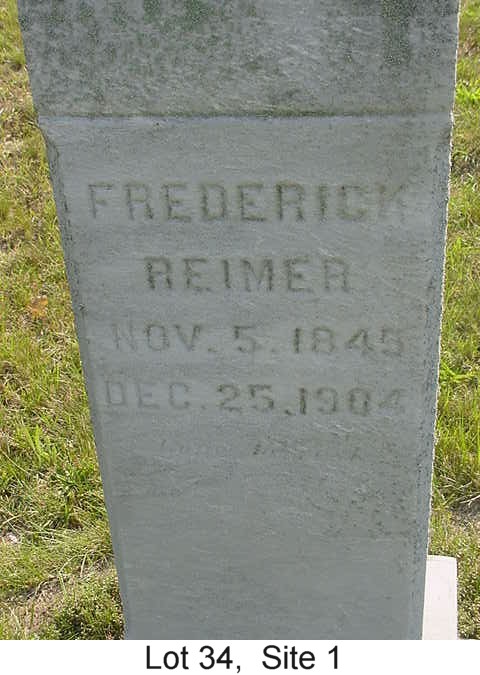 FREDERICK
REIMER
NOV. 5. 1845
DEC. 25. 1904
Lot 34, Site 1